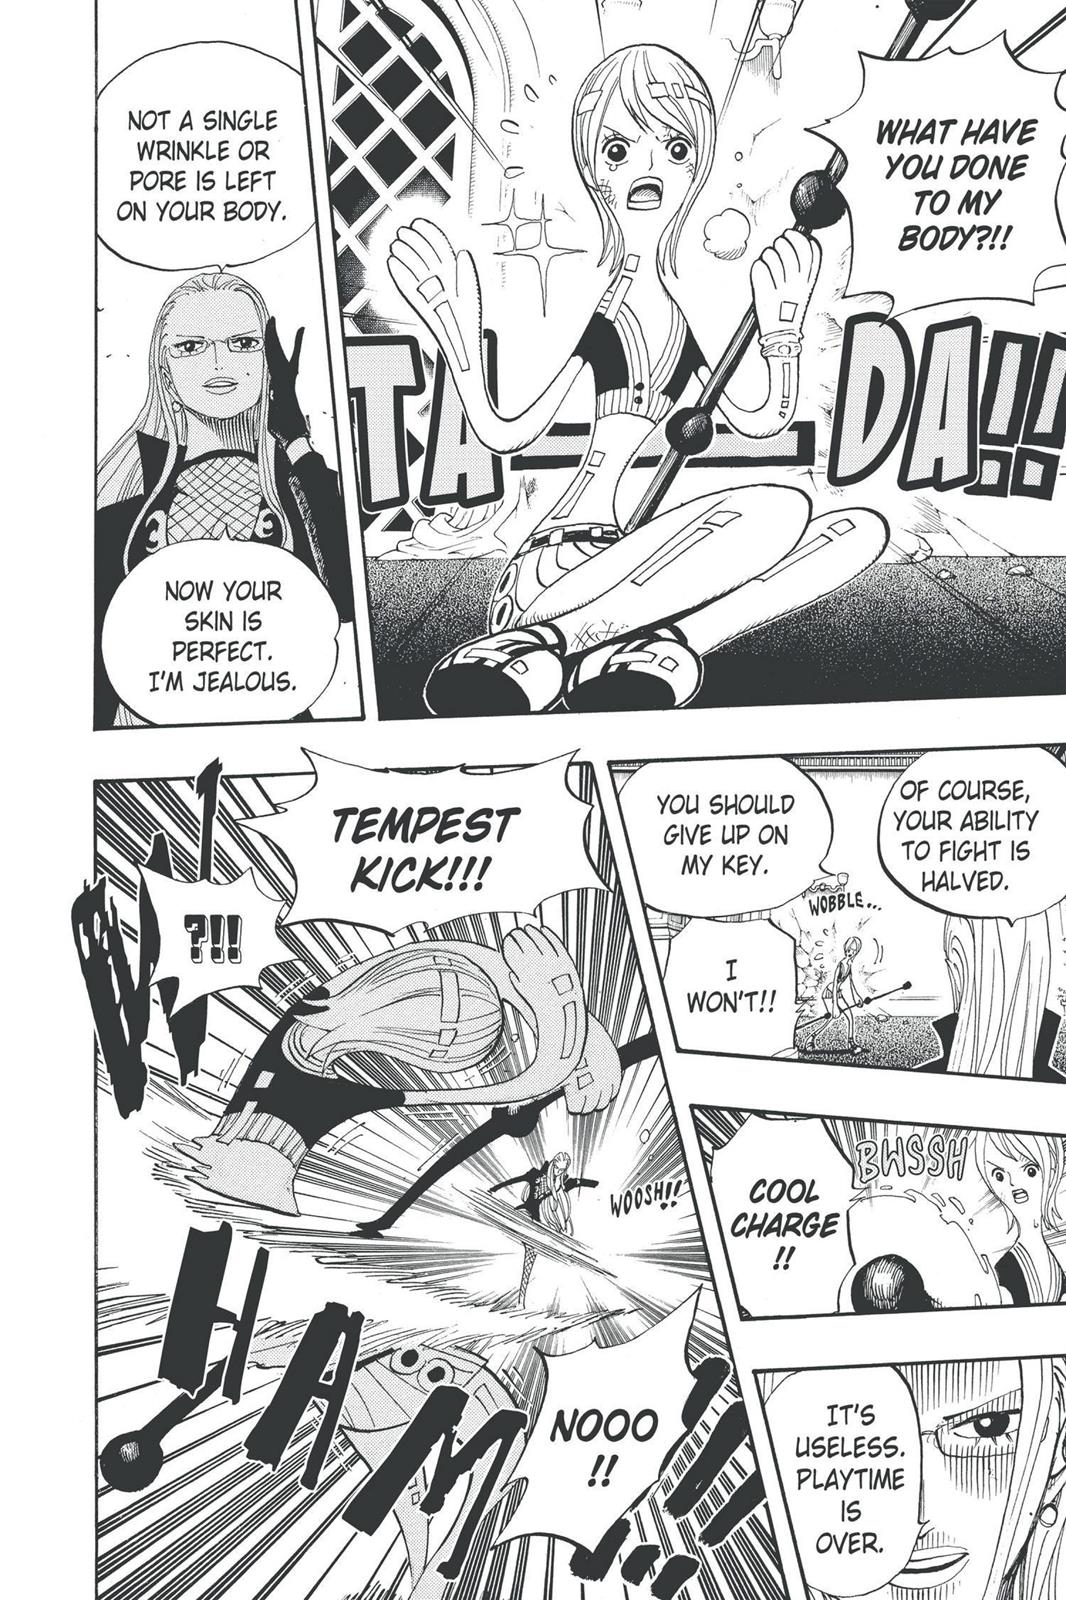 WHAT HAVE
YOU DONE
TO MY
BODY?!!
TA—DA!!
NOT A SINGLE
WRINKLE OR
PORE IS LEFT
ON YOUR BODY.
NOW YOUR
SKIN IS
PERFECT.
I'M JEALOUS.
OF COURSE,
YOUR ABILITY
TO FIGHT IS
HALVED.
YOU SHOULD
GIVE UP ON
MY KEY.
WOBBLE...
I
WON'T!!
BWSSH
COOL
CHARGE
!!
IT'S
USELESS.
PLAYTIME
IS
OVER.
TEMPEST
KICK!!!
?!!
WOOSH!!
NOOO
!!
HAM...!!!